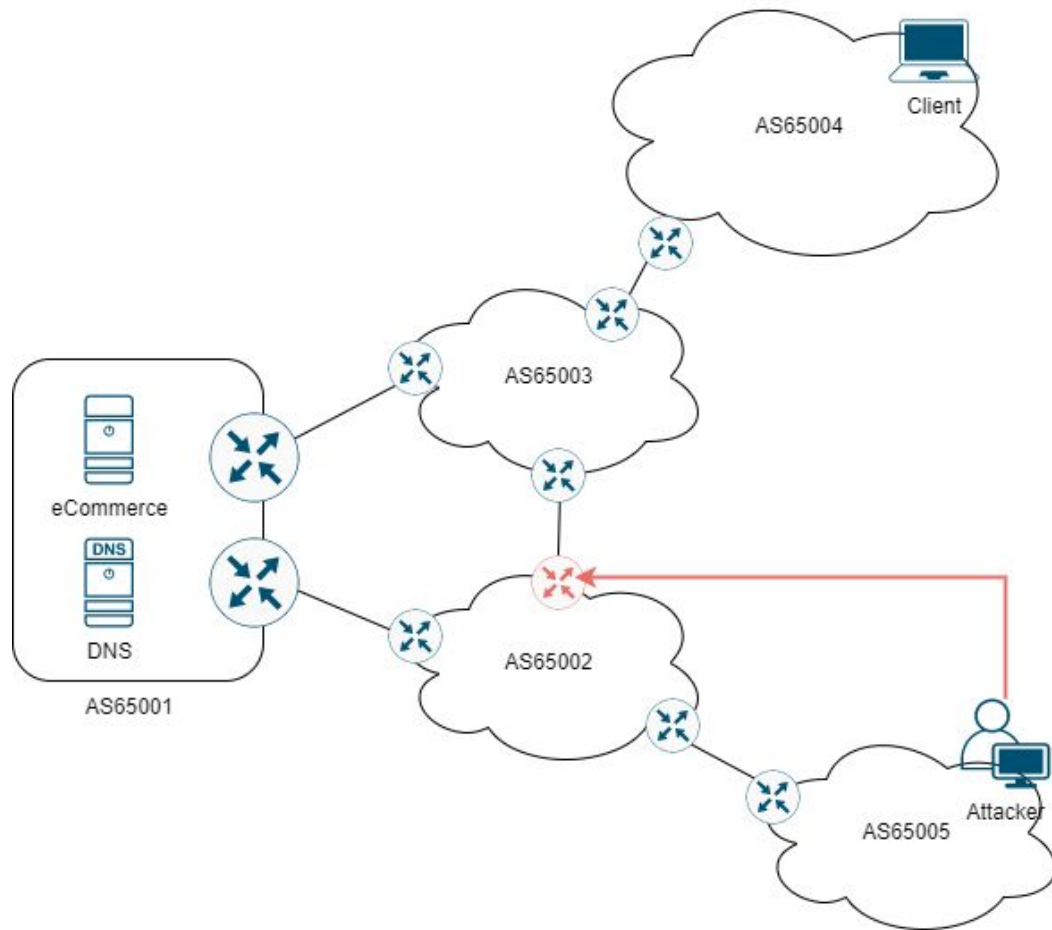 AS65004
Client
AS65003
eCommerce
DNS
DNS
AS65002
AS65001
Attacker
AS65005